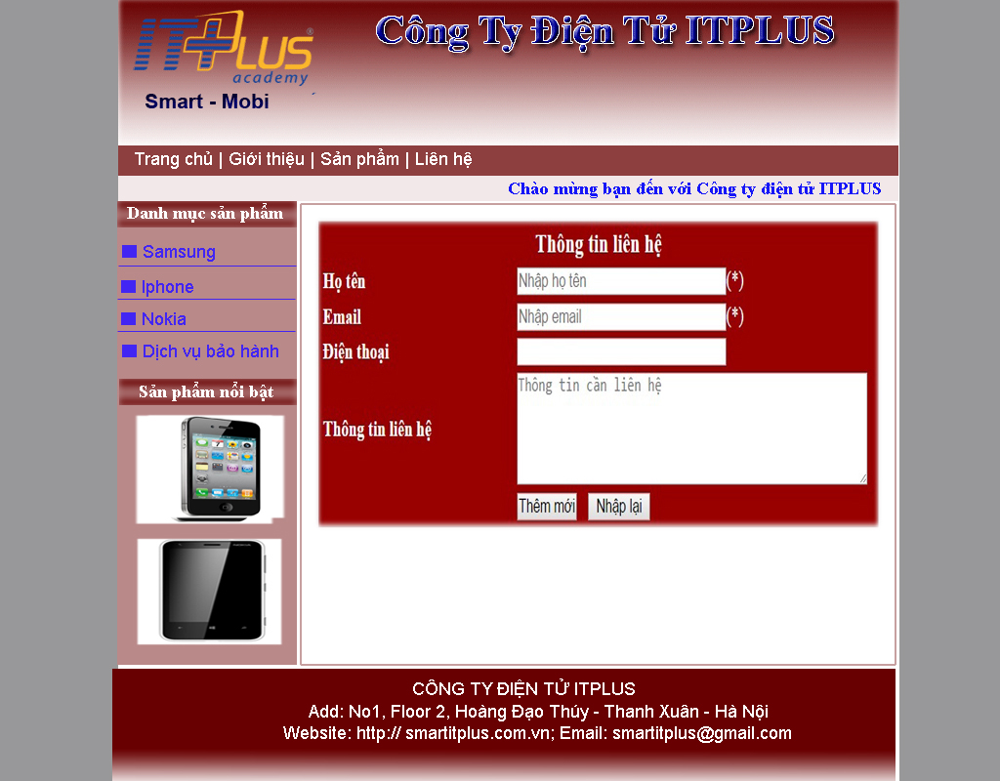 ITPLUS®
academy
Smart - Mobi
Công Ty Điện Tử ITPLUS
Trang chủ | Giới thiệu | Sản phẩm | Liên hệ
Chào mừng bạn đến với Công ty điện tử ITPLUS
Danh mục sản phẩm
Samsung
Iphone
Nokia
Dịch vụ bảo hành
Sản phẩm nổi bật
Thông tin liên hệ
Họ tên Nhập họ tên (*)
Email Nhập email (*)
Điện thoại
Thông tin liên hệ Thông tin cần liên hệ
Thêm mới Nhập lại
CÔNG TY ĐIỆN TỬ ITPLUS
Add: No1, Floor 2, Hoàng Đạo Thúy - Thanh Xuân - Hà Nội
Website: http:// smartitplus.com.vn; Email: smartitplus@gmail.com